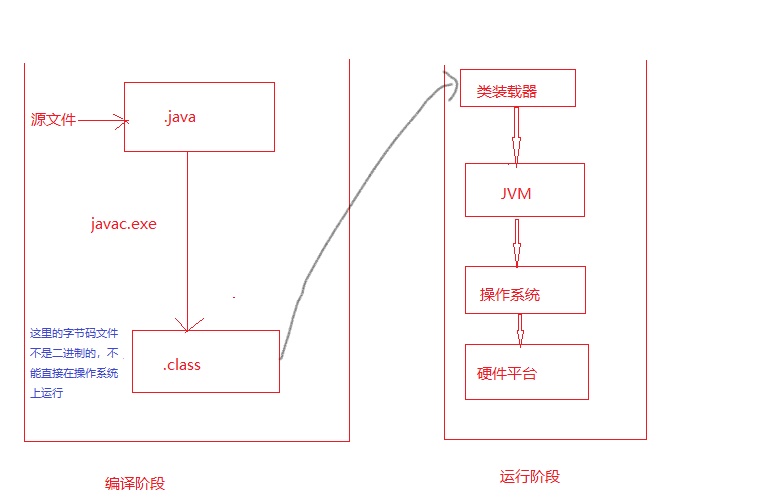 源文件
.java
javac.exe
这里的字节码文件
不是二进制的，不
能直接在操作系统
上运行
.class
编译阶段
类装载器
JVM
操作系统
硬件平台
运行阶段